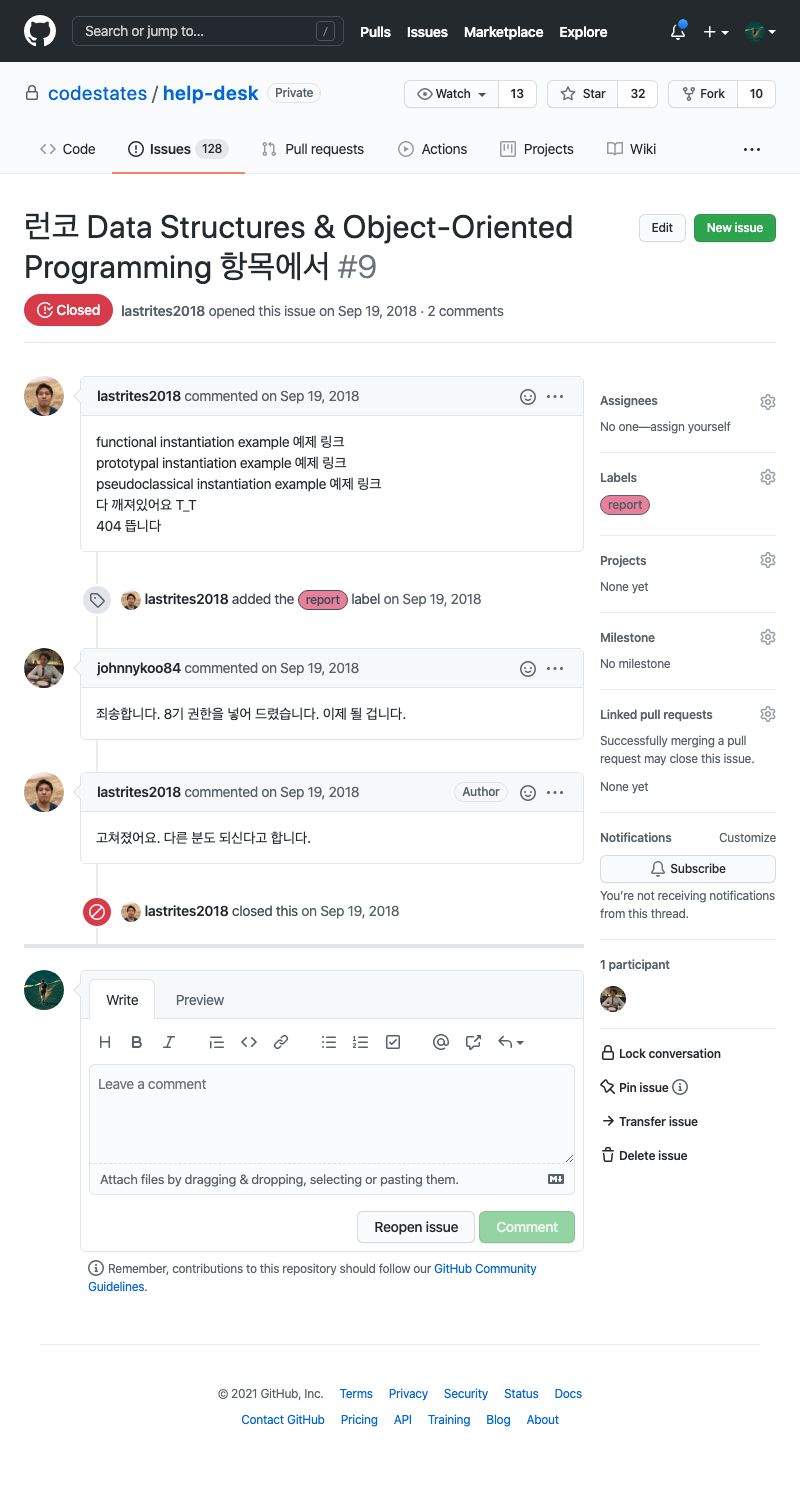 Search or jump to... /
Pulls Issues Marketplace Explore
codestates / help-desk Private
Watch 13 Star 32 Fork 10
Code Issues 128 Pull requests Actions Projects Wiki ...
런코 Data Structures & Object-Oriented
Programming 항목에서 #9
Edit New issue
Closed lastrites2018 opened this issue on Sep 19, 2018 · 2 comments
lastrites2018 commented on Sep 19, 2018
functional instantiation example 예제 링크
prototypal instantiation example 예제 링크
pseudoclassical instantiation example 예제 링크
다 깨져있어요 T_T
404 뜹니다
lastrites2018 added the report label on Sep 19, 2018
johnnykoo84 commented on Sep 19, 2018
죄송합니다. 8기 권한을 넣어 드렸습니다. 이제 될 겁니다.
lastrites2018 commented on Sep 19, 2018 Author
고쳐졌어요. 다른 분도 되신다고 합니다.
lastrites2018 closed this on Sep 19, 2018
Write Preview
H B I
Leave a comment
Attach files by dragging & dropping, selecting or pasting them.
Reopen issue Comment
Remember, contributions to this repository should follow our GitHub Community
Guidelines.
Assignees
No one—assign yourself
Labels
report
Projects
None yet
Milestone
No milestone
Linked pull requests
Successfully merging a pull
request may close this issue.
None yet
Notifications Customize
Subscribe
You're not receiving notifications
from this thread.
1 participant
Lock conversation
Pin issue
Transfer issue
Delete issue
© 2021 GitHub, Inc. Terms Privacy Security Status Docs
Contact GitHub Pricing API Training Blog About